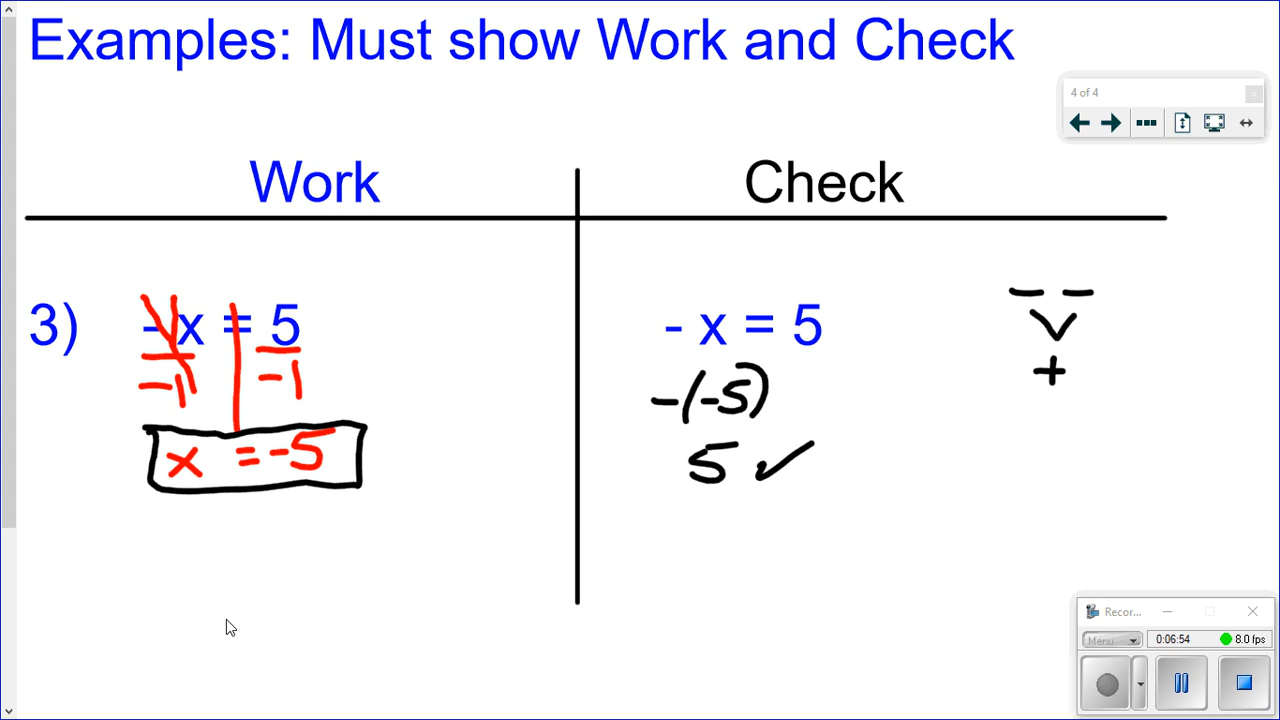 Examples: Must show Work and Check
4 of 4
Work
Check
3) - x = 5
-1 -1
x = -5
- x = 5
-(-5)
5 ✓
- -
v
+
Recor...
Menu
0:06:54
8.0 fps